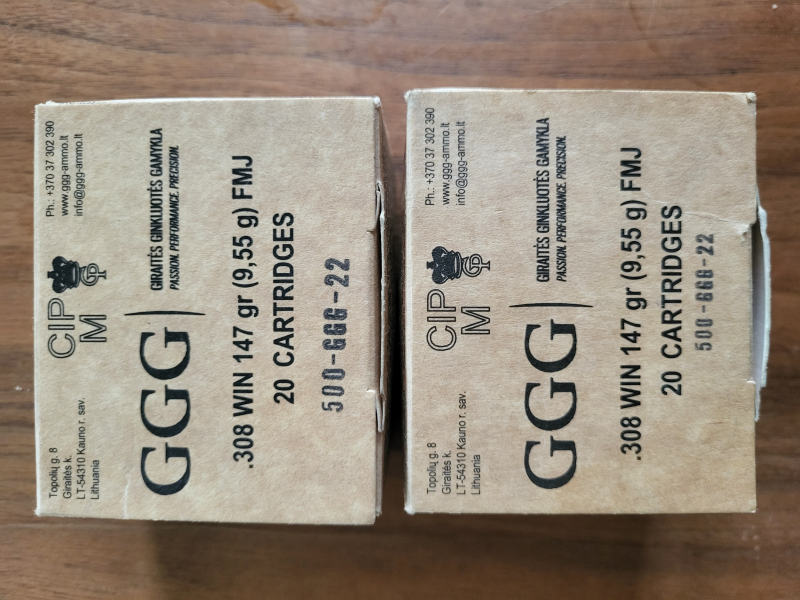 Topolių g. 8
Giraitės k.
LT-54310 Kauno r. sav.
Lithuania
CIP
M
GP
Ph.: +370 37 302 390
www.ggg-ammo.lt
info@ggg-ammo.lt
GGG
GIRAITĖS GINKLUOTĖS GAMYKLA
PASSION. PERFORMANCE. PRECISION.
.308 WIN 147 gr (9,55 g) FMJ
20 CARTRIDGES
500-GGG-22
Topolių g. 8
Giraitės k.
LT-54310 Kauno r. sav.
Lithuania
CIP
M
GP
Ph.: +370 37 302 390
www.ggg-ammo.lt
info@ggg-ammo.lt
GGG
GIRAITĖS GINKLUOTĖS GAMYKLA
PASSION. PERFORMANCE. PRECISION.
.308 WIN 147 gr (9,55 g) FMJ
20 CARTRIDGES
500-GGG-22